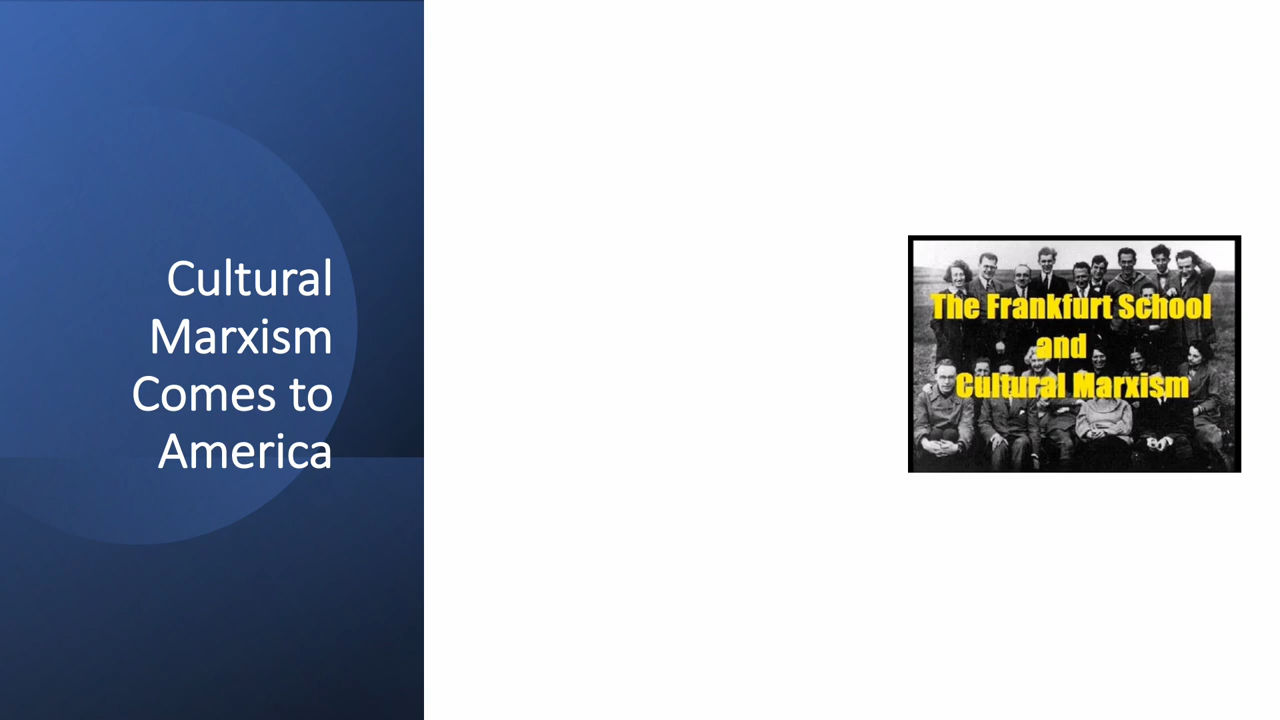 Cultural
Marxism
Comes to
America
The Frankfurt School
and
Cultural Marxism